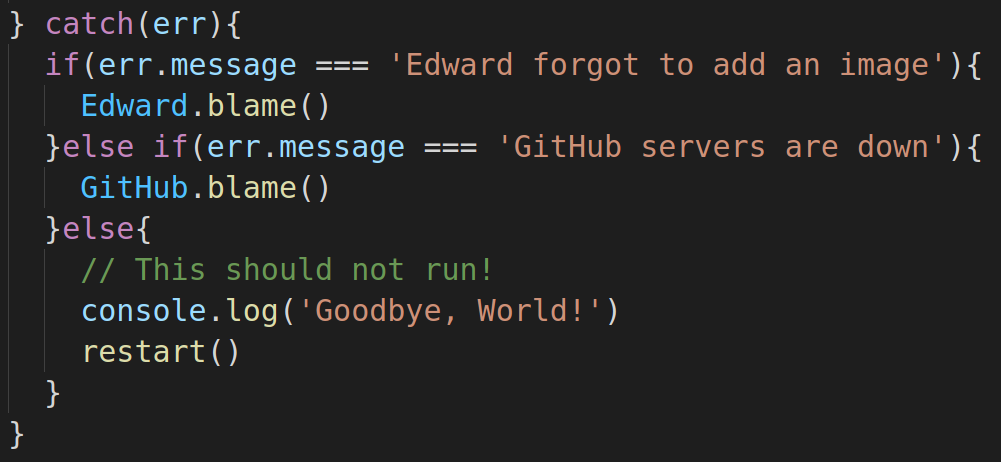 } catch(err){
  if(err.message === 'Edward forgot to add an image'){
    Edward.blame()
  }else if(err.message === 'GitHub servers are down'){
    GitHub.blame()
  }else{
    // This should not run!
    console.log('Goodbye, World!')
    restart()
  }
}